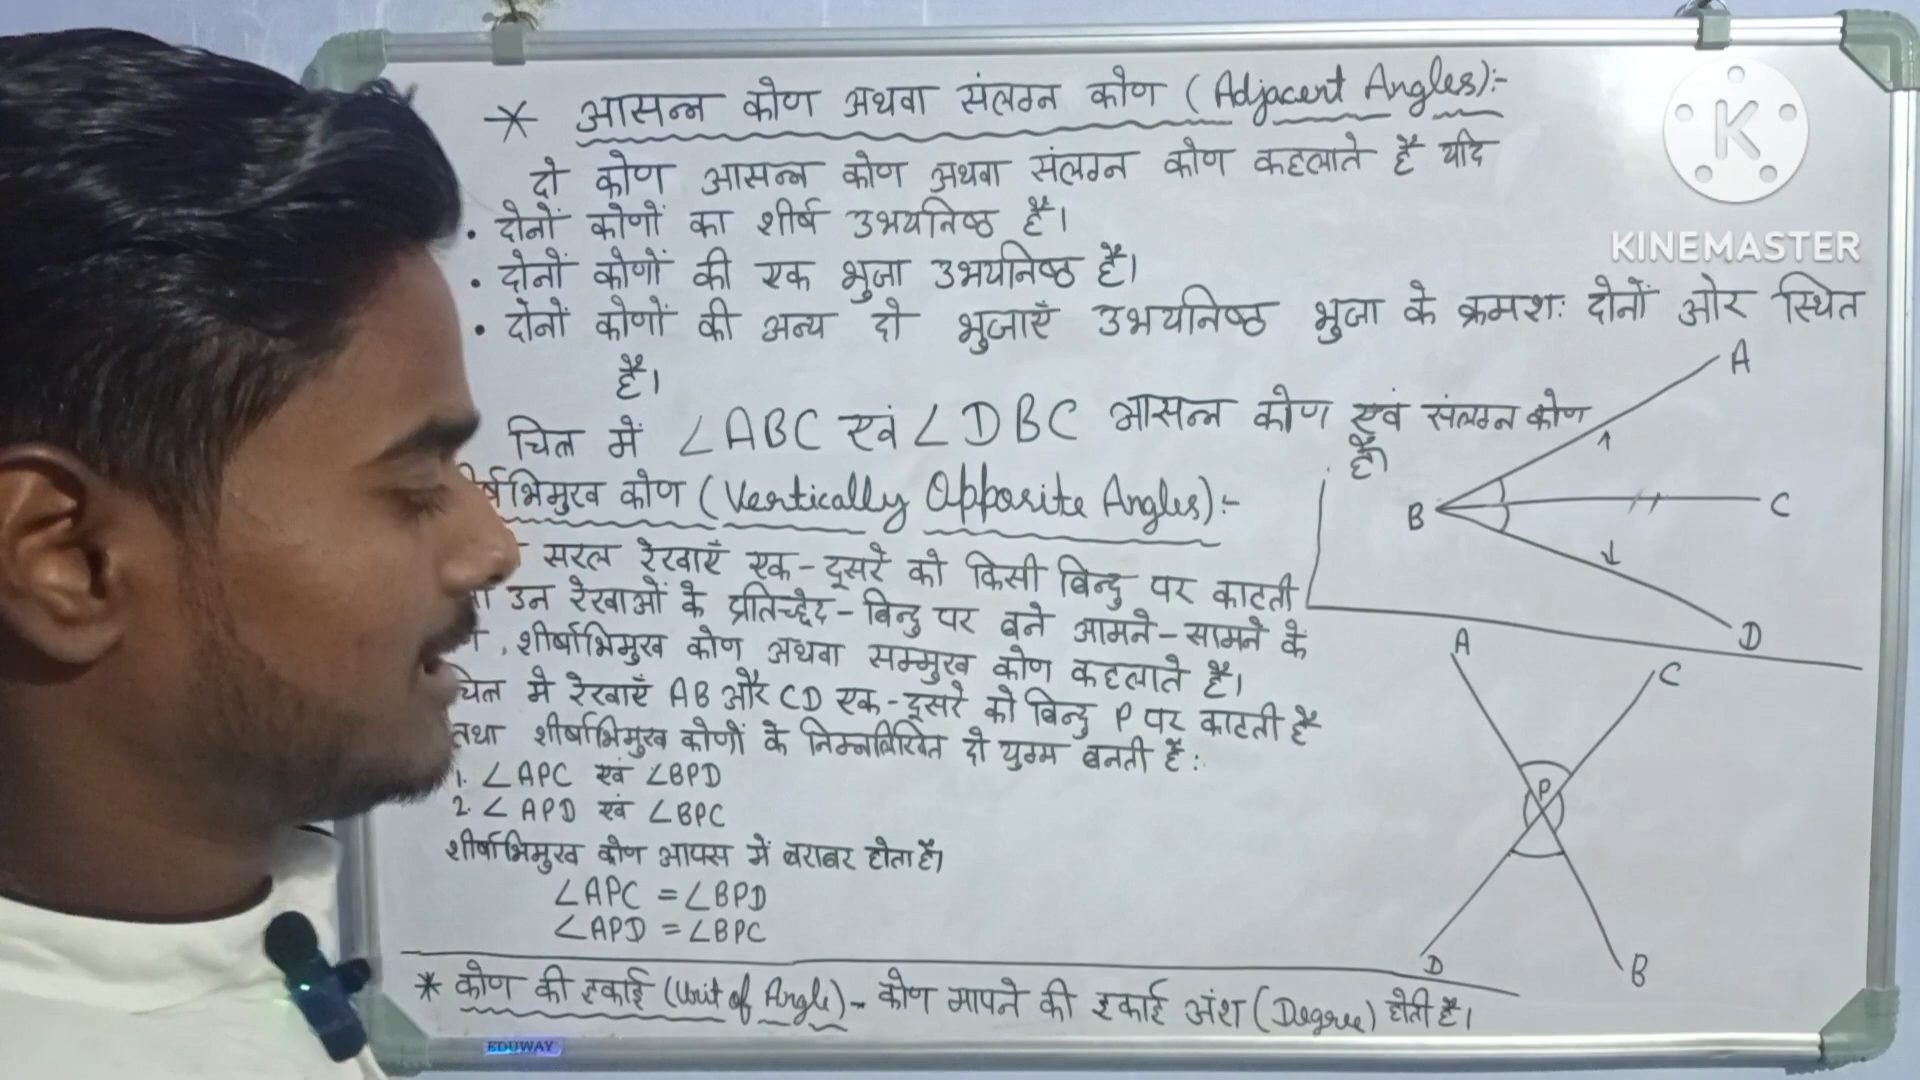 * आसन्न कोण अथवा संलग्न कोण (Adjacent Angles):-
दो कोण आसन्न कोण अथवा संलग्न कोण कहलाते है यदि
• दोनों कोणों का शीर्ष उभयनिष्ठ है।
• दोनों कोणों की एक भुजा उभयनिष्ठ है।
• दोनों कोणों की अन्य दो भुजाएँ उभयनिष्ठ भुजा के क्रमशः दोनों ओर स्थित
है।
चित्र में ∠ABC एवं ∠DBC आसन्न कोण एवं संलग्न कोण
है।
A
B
C
D
र्षाभिमुख कोण (Vertically Opposite Angles):-
सरल रेखाएँ एक-दूसरे को किसी बिन्दु पर काटती
उन रेखाओं के प्रतिच्छेद-बिन्दु पर बने आमने-सामने के
, शीर्षाभिमुख कोण अथवा सम्मुख कोण कहलाते है।
चित्र मे रेखाएँ AB और CD एक-दूसरे को बिन्दु P पर काटती है
तथा शीर्षाभिमुख कोणों के निम्नलिखित दो युग्म बनती है:
1. ∠APC एवं ∠BPD
2. ∠APD एवं ∠BPC
शीर्षाभिमुख कोण आपस में बराबर होता है।
∠APC = ∠BPD
∠APD = ∠BPC
A
C
P
D
B
* कोण की इकाई (Unit of Angle)- कोण मापने की इकाई अंश (Degree) होती है।
EDUWAY
K
KINEMASTER